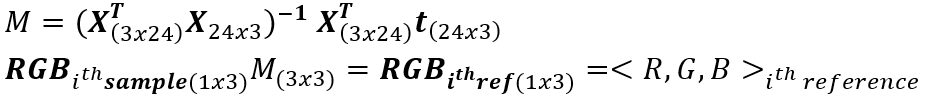 M = (X^T_(3x24) X_24x3)^−1 X^T_(3x24) t_(24x3)
RGB_i^th sample(1x3) M_(3x3) = RGB_i^th ref(1x3) =< R, G, B >_i^th reference